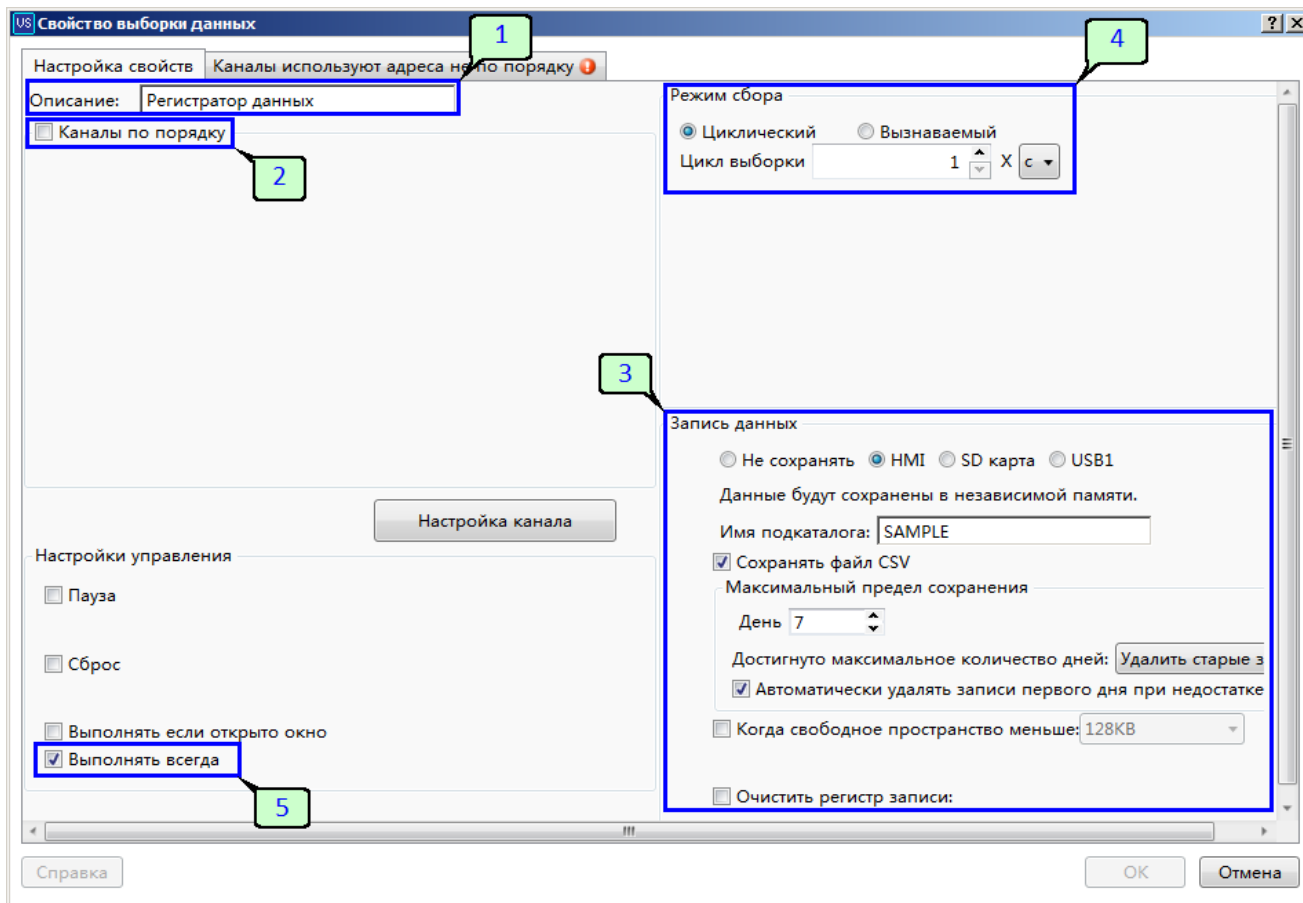 VS Свойство выборки данных
1
4
Настройка свойств
Каналы используют адреса не по порядку
Описание: Регистратор данных
Каналы по порядку
2
Режим сбора
Циклический
Вызнаваемый
Цикл выборки 1 X с
3
Настройка канала
Настройки управления
Пауза
Сброс
Выполнять если открыто окно
Выполнять всегда
5
Запись данных
Не сохранять HMI SD карта USB1
Данные будут сохранены в независимой памяти.
Имя подкаталога: SAMPLE
Сохранять файл CSV
Максимальный предел сохранения
День 7
Достигнуто максимальное количество дней: Удалить старые з
Автоматически удалять записи первого дня при недостатке
Когда свободное пространство меньше: 128KB
Очистить регистр записи:
Справка
OK
Отмена